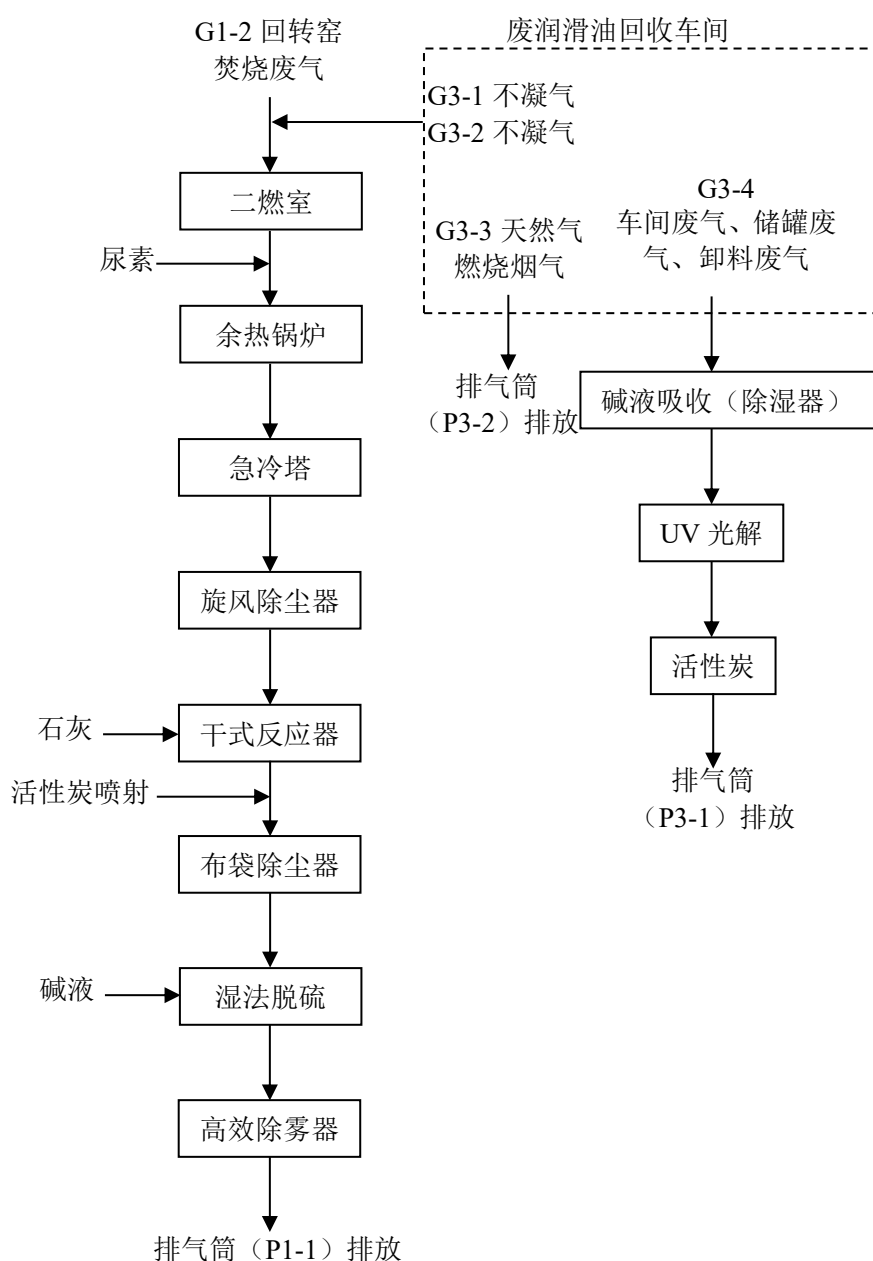 G1-2 回转窑
焚烧废气
废润滑油回收车间
G3-1 不凝气
G3-2 不凝气
二燃室
G3-4
车间废气、储罐废
气、卸料废气
G3-3 天然气
燃烧烟气
尿素
余热锅炉
排气筒
（P3-2）排放
碱液吸收（除湿器）
急冷塔
UV 光解
旋风除尘器
活性炭
石灰
干式反应器
活性炭喷射
排气筒
（P3-1）排放
布袋除尘器
碱液
湿法脱硫
高效除雾器
排气筒（P1-1）排放